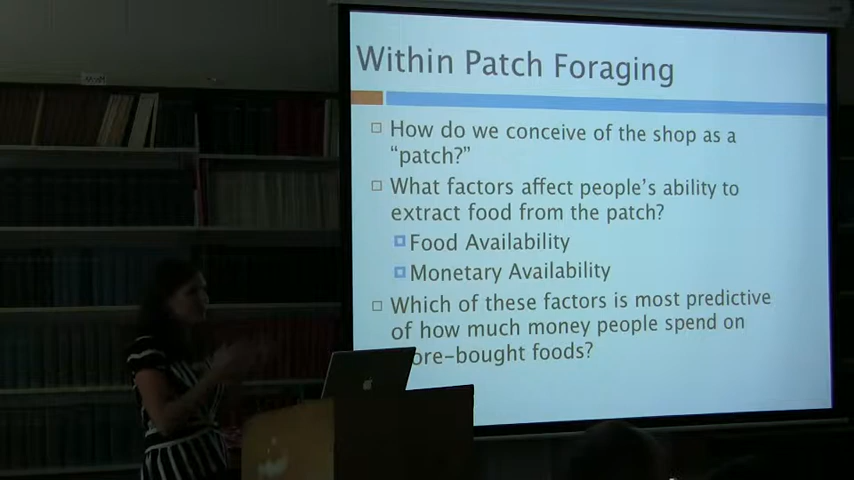 Within Patch Foraging
How do we conceive of the shop as a
“patch?”
What factors affect people’s ability to
extract food from the patch?
Food Availability
Monetary Availability
Which of these factors is most predictive
of how much money people spend on
ore-bought foods?